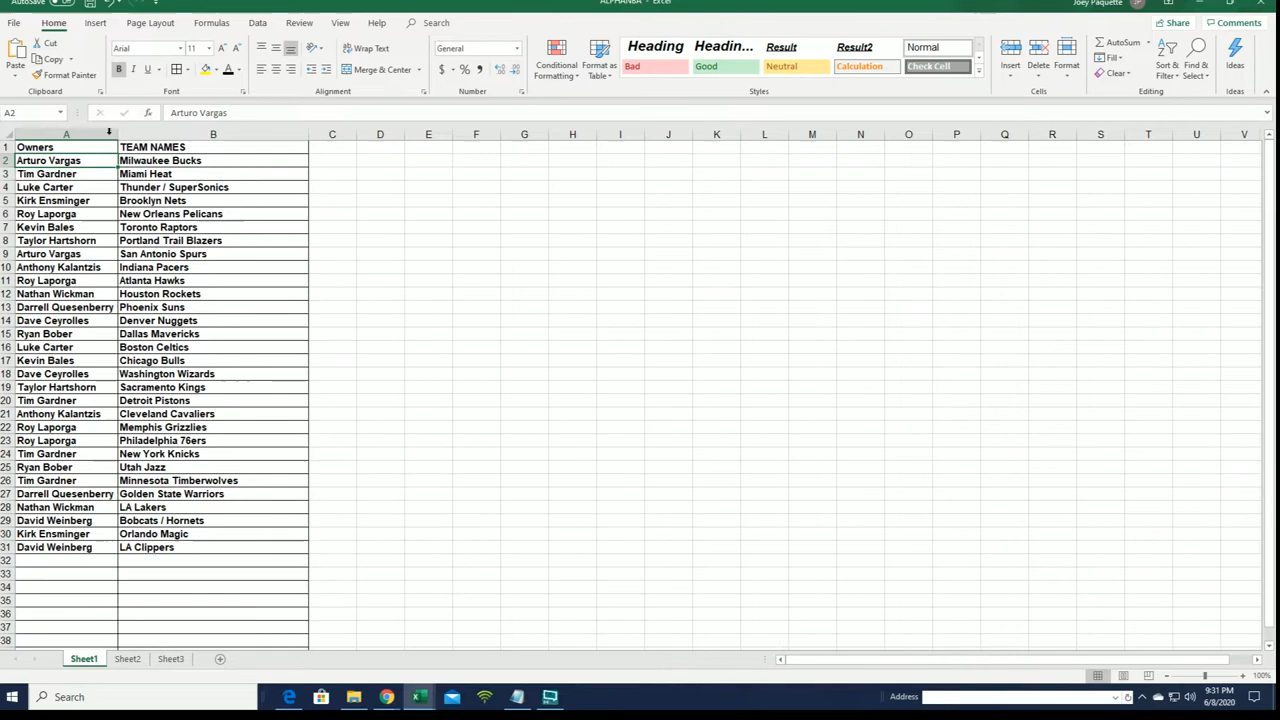 AutoSave Off ALPHANBA - Excel Joey Paquette JP
File Home Insert Page Layout Formulas Data Review View Help Search Share Comments
Paste Cut Copy Format Painter Clipboard
Arial 11 Font
Wrap Text Merge & Center Alignment
General Number
Conditional Formatting Format as Table
Heading Headin... Result Result2 Normal
Bad Good Neutral Calculation Check Cell
Styles
Insert Delete Format Cells
AutoSum Fill Clear Sort & Filter Find & Select Editing
Ideas Ideas
A2 fx Arturo Vargas
A B C D E F G H I J K L M N O P Q R S T U V
1 Owners TEAM NAMES
2 Arturo Vargas Milwaukee Bucks
3 Tim Gardner Miami Heat
4 Luke Carter Thunder / SuperSonics
5 Kirk Ensminger Brooklyn Nets
6 Roy Laporga New Orleans Pelicans
7 Kevin Bales Toronto Raptors
8 Taylor Hartshorn Portland Trail Blazers
9 Arturo Vargas San Antonio Spurs
10 Anthony Kalantzis Indiana Pacers
11 Roy Laporga Atlanta Hawks
12 Nathan Wickman Houston Rockets
13 Darrell Quesenberry Phoenix Suns
14 Dave Ceyrolles Denver Nuggets
15 Ryan Bober Dallas Mavericks
16 Luke Carter Boston Celtics
17 Kevin Bales Chicago Bulls
18 Dave Ceyrolles Washington Wizards
19 Taylor Hartshorn Sacramento Kings
20 Tim Gardner Detroit Pistons
21 Anthony Kalantzis Cleveland Cavaliers
22 Roy Laporga Memphis Grizzlies
23 Roy Laporga Philadelphia 76ers
24 Tim Gardner New York Knicks
25 Ryan Bober Utah Jazz
26 Tim Gardner Minnesota Timberwolves
27 Darrell Quesenberry Golden State Warriors
28 Nathan Wickman LA Lakers
29 David Weinberg Bobcats / Hornets
30 Kirk Ensminger Orlando Magic
31 David Weinberg LA Clippers
32
33
34
35
36
37
38
Sheet1 Sheet2 Sheet3
100%
Search Address 9:31 PM
6/8/2020